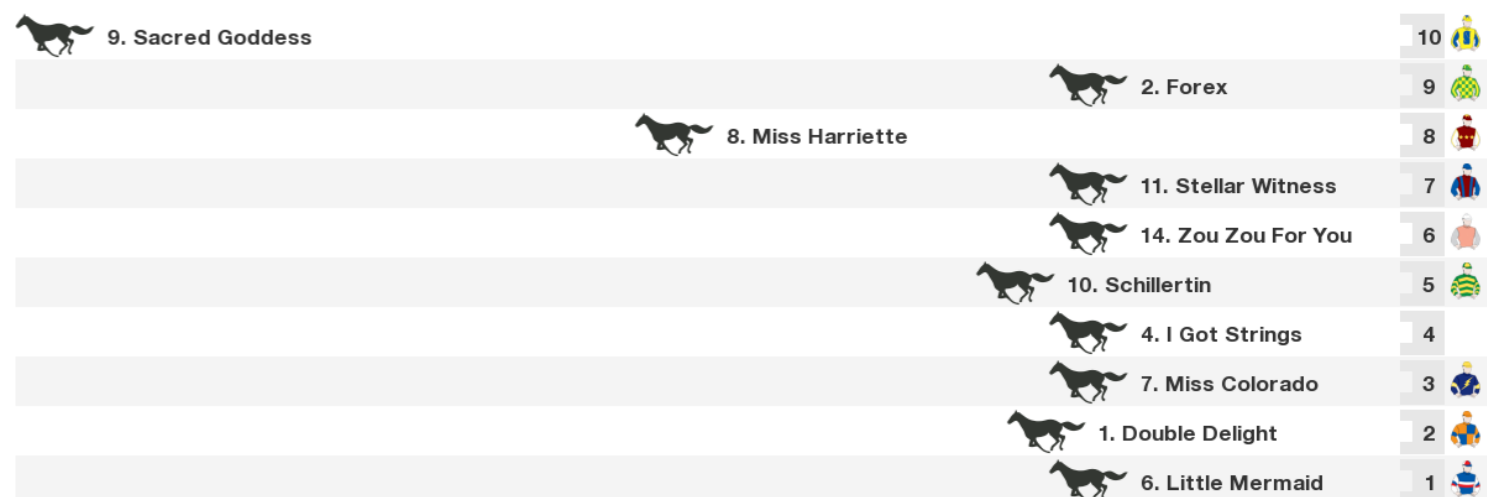 9. Sacred Goddess 10
2. Forex 9
8. Miss Harriette 8
11. Stellar Witness 7
14. Zou Zou For You 6
10. Schillertin 5
4. I Got Strings 4
7. Miss Colorado 3
1. Double Delight 2
6. Little Mermaid 1